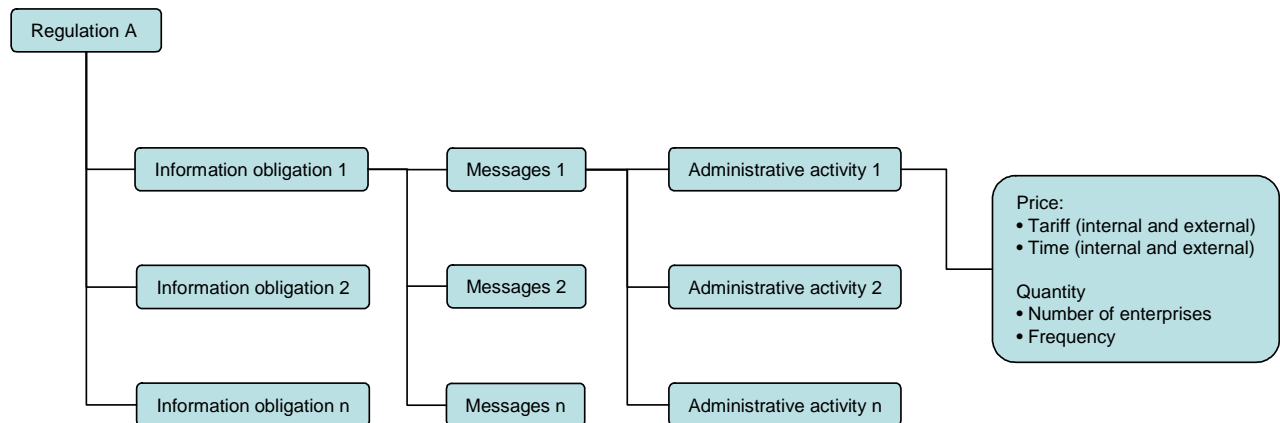 Regulation A
Information obligation 1
Messages 1
Administrative activity 1
Price:
• Tariff (internal and external)
• Time (internal and external)
Quantity
• Number of enterprises
• Frequency
Information obligation 2
Messages 2
Administrative activity 2
Information obligation n
Messages n
Administrative activity n